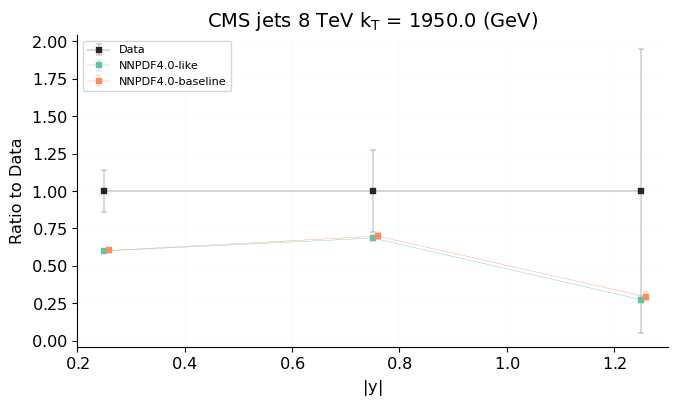 CMS jets 8 TeV k_T = 1950.0 (GeV)
Data
NNPDF4.0-like
NNPDF4.0-baseline
Ratio to Data
2.00
1.75
1.50
1.25
1.00
0.75
0.50
0.25
0.00
0.2 0.4 0.6 0.8 1.0 1.2
|y|